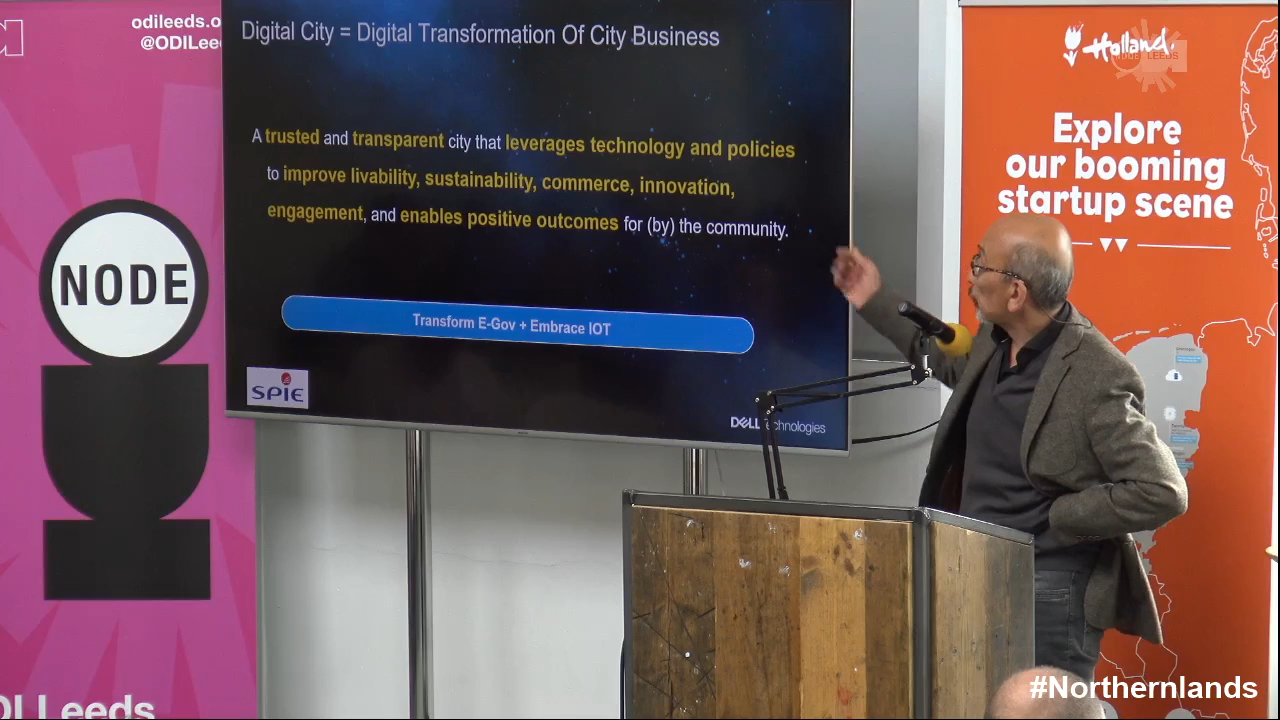 odileeds.o
@ODILee
NODE
ODI Leeds
Digital City = Digital Transformation Of City Business
A trusted and transparent city that leverages technology and policies
to improve livability, sustainability, commerce, innovation,
engagement, and enables positive outcomes for (by) the community.
Transform E-Gov + Embrace IOT
SPIE
DELL Technologies
Holland.
NODE LEEDS
Explore
our booming
startup scene
#Northernlands